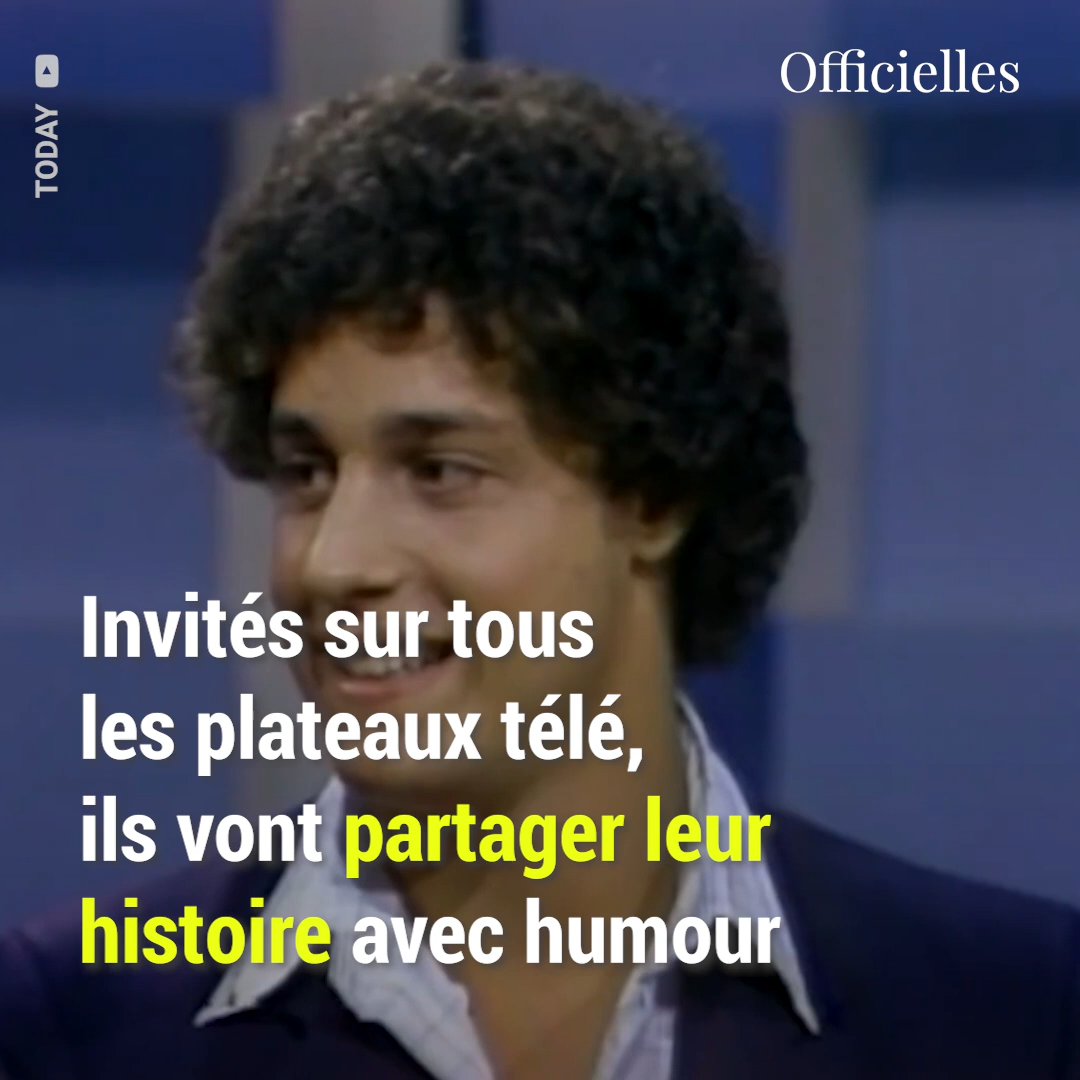 TODAY
Officielles
Invités sur tous
les plateaux télé,
ils vont partager leur
histoire avec humour